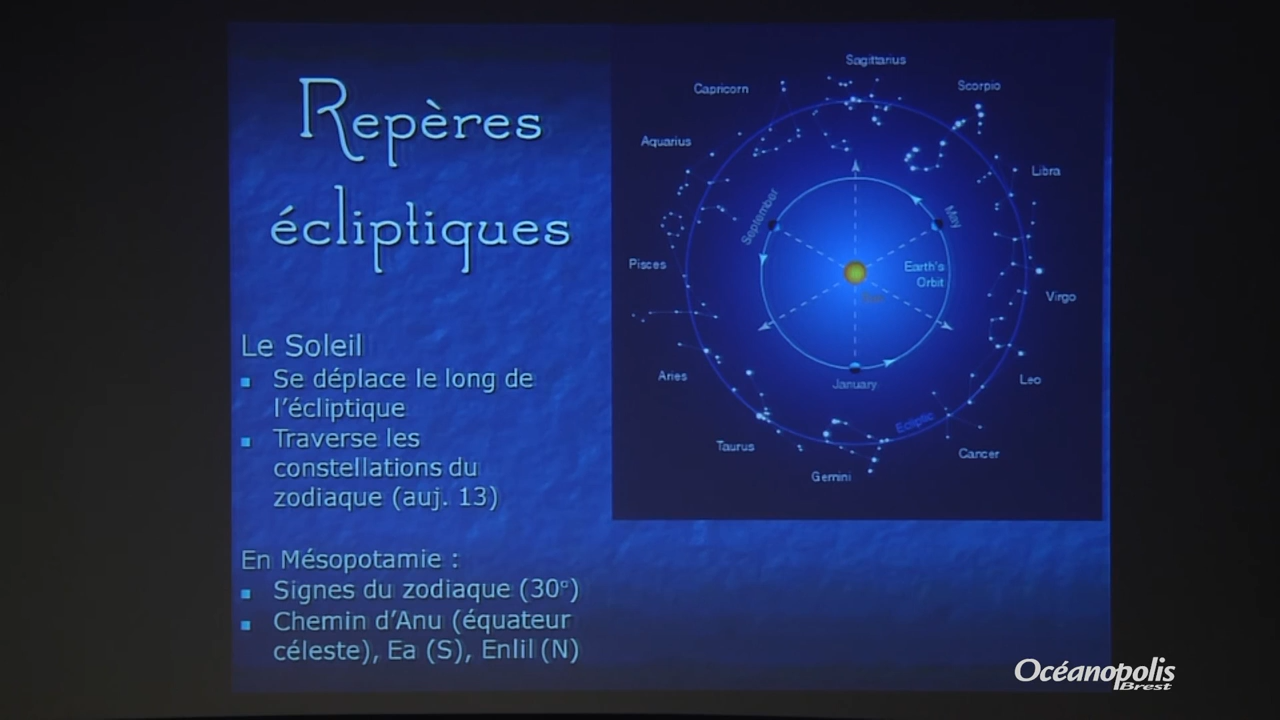 Repères
écliptiques
Le Soleil
Se déplace le long de
l'écliptique
Traverse les
constellations du
zodiaque (auj. 13)
En Mésopotamie :
Signes du zodiaque (30°)
Chemin d'Anu (équateur
céleste), Ea (S), Enlil (N)
Sagittarius
Capricorn
Scorpio
Aquarius
Libra
September
May
Pisces
Earth's
Orbit
Virgo
Aries
January
Leo
Ecliptic
Taurus
Cancer
Gemini
Océanopolis
Brest